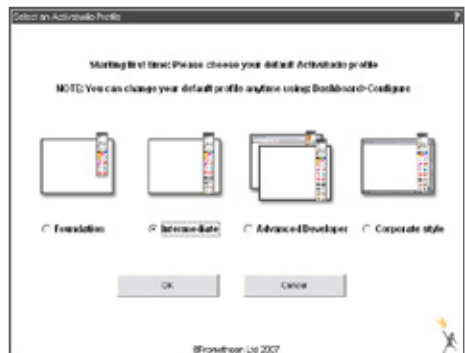 Select an Activstudio Profile ?
Starting first time: Please choose your default Activstudio profile
NOTE: You can change your default profile anytime using: Dashboard>Configure
Foundation
Intermediate
Advanced Developer
Corporate style
OK
Cancel
©Promethean Ltd 2007